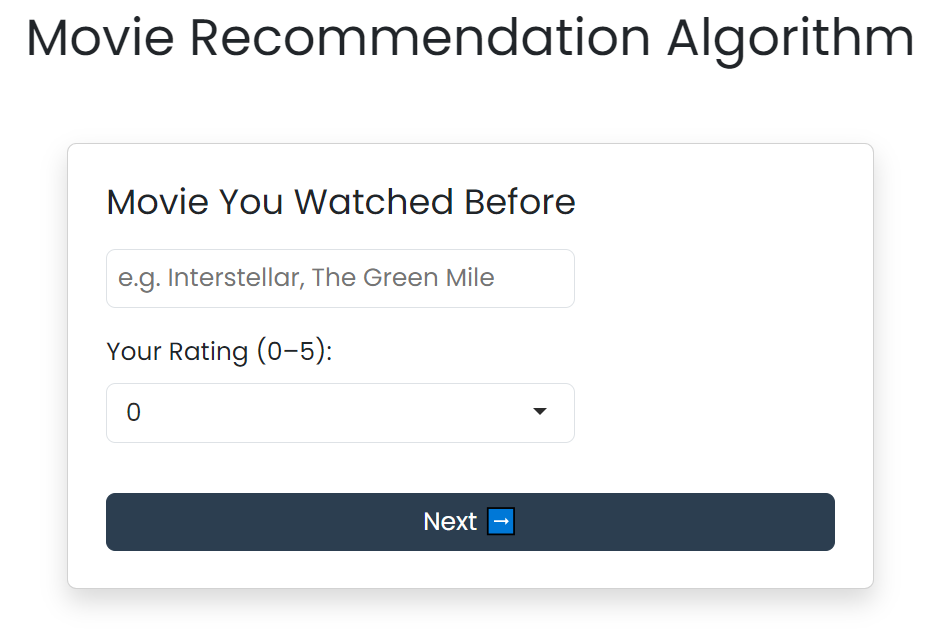 Movie Recommendation Algorithm
Movie You Watched Before
e.g. Interstellar, The Green Mile
Your Rating (0–5):
0
Next ➡